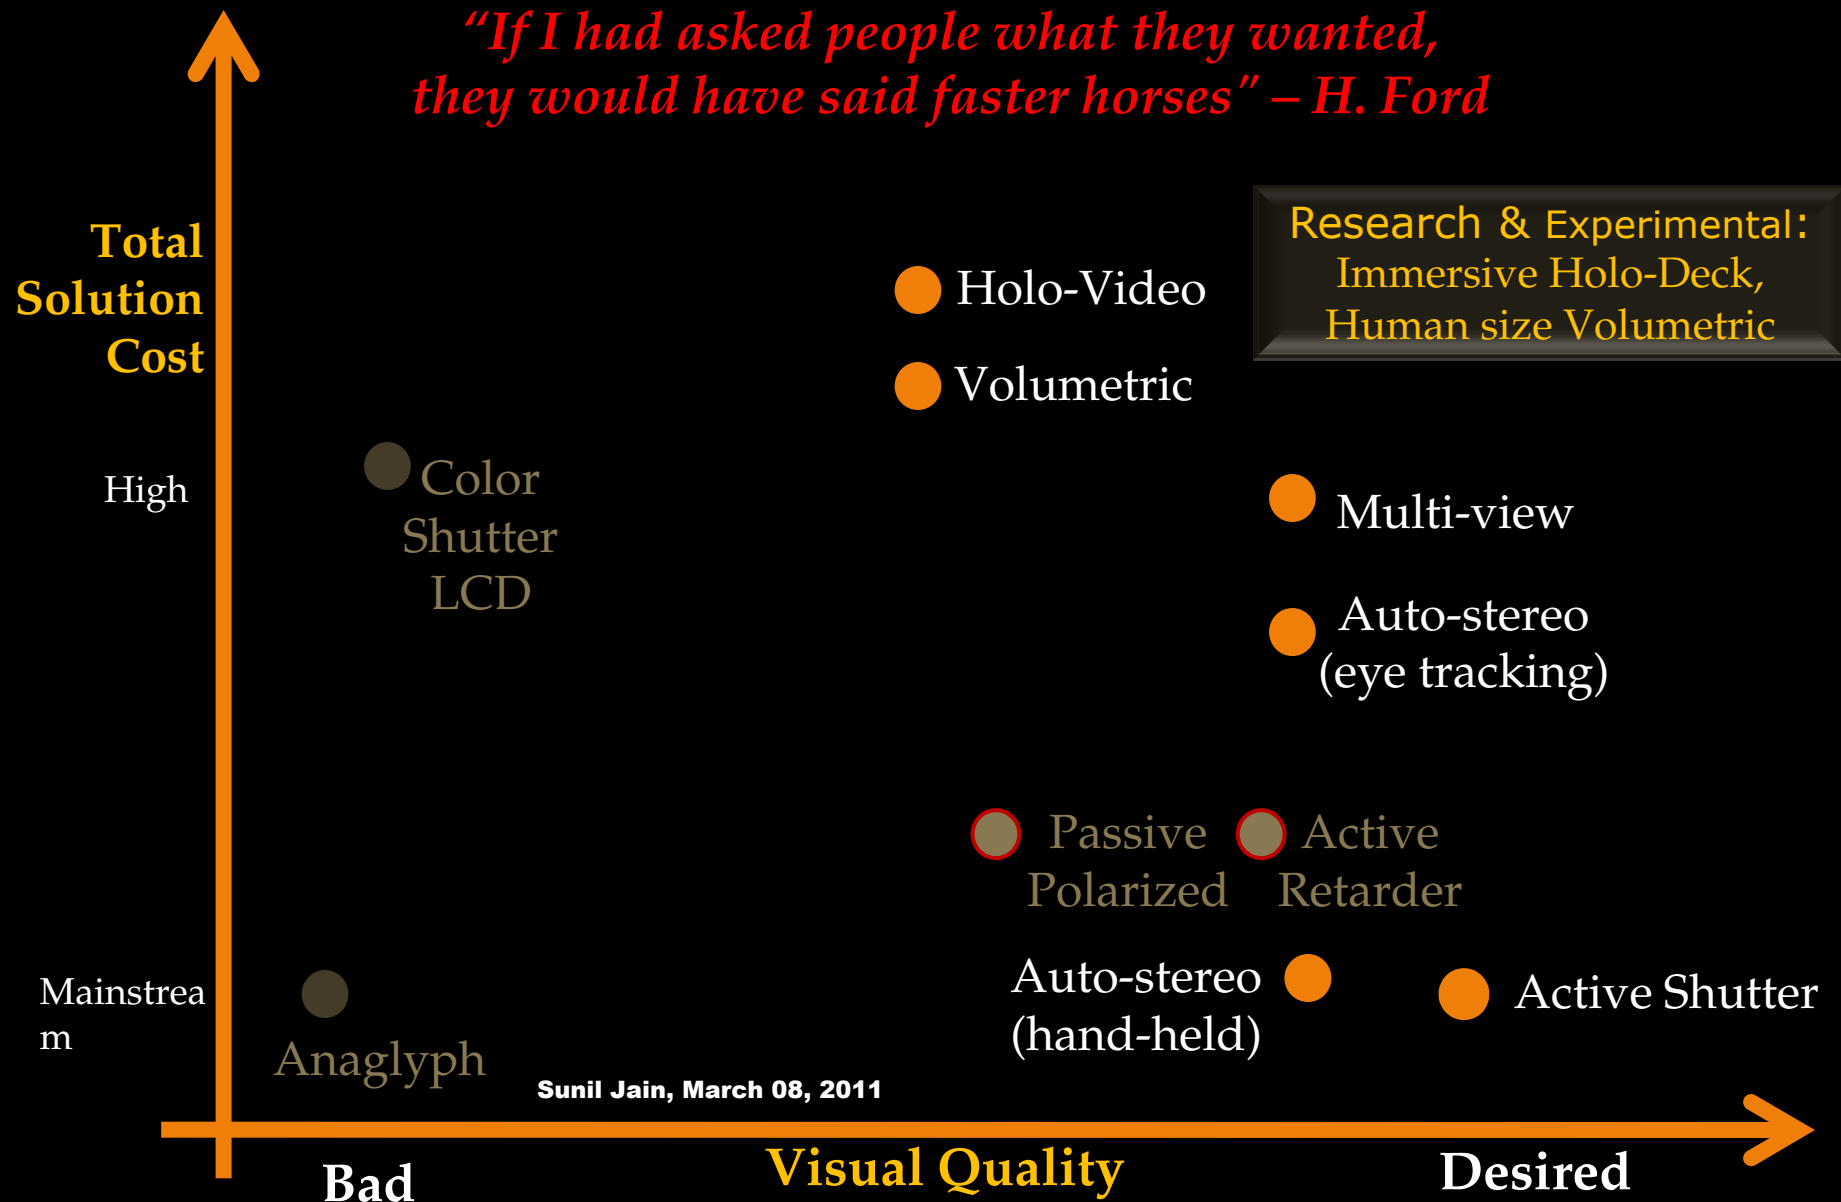 “If I had asked people what they wanted,
they would have said faster horses” – H. Ford
Total
Solution
Cost
Research & Experimental:
Immersive Holo-Deck,
Human size Volumetric
Holo-Video
Volumetric
High
Color
Shutter
LCD
Multi-view
Auto-stereo
(eye tracking)
Passive
Polarized
Active
Retarder
Mainstrea
m
Anaglyph
Auto-stereo
(hand-held)
Active Shutter
Sunil Jain, March 08, 2011
Bad
Visual Quality
Desired